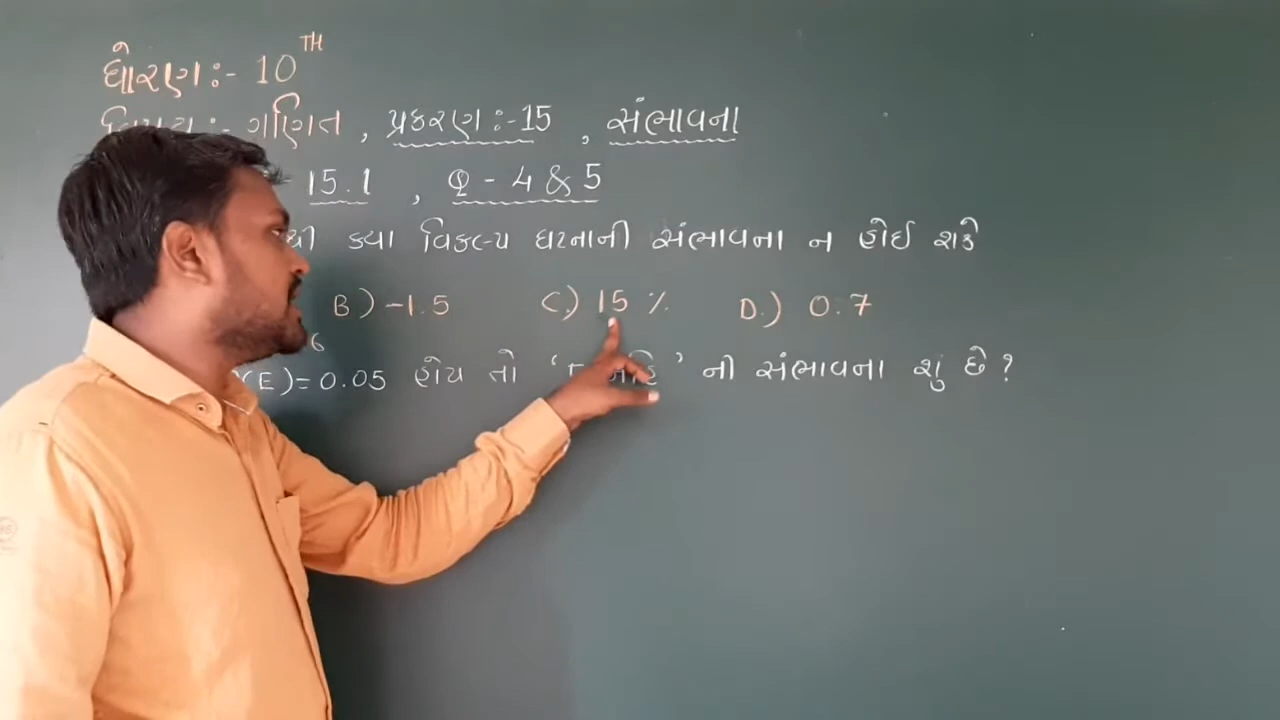 ધોરણ:- 10TH
ગણિત , પ્રકરણ:-15 , સંભાવના
15.1 , Q - 4 & 5
ક્યા વિકલ્પ ઘટનાની સંભાવના ન હોઈ શકે
B) -1.5 C.) 15 % D.) 0.7
(E)=0.05 હોય તો ' ' ની સંભાવના શું છે ?